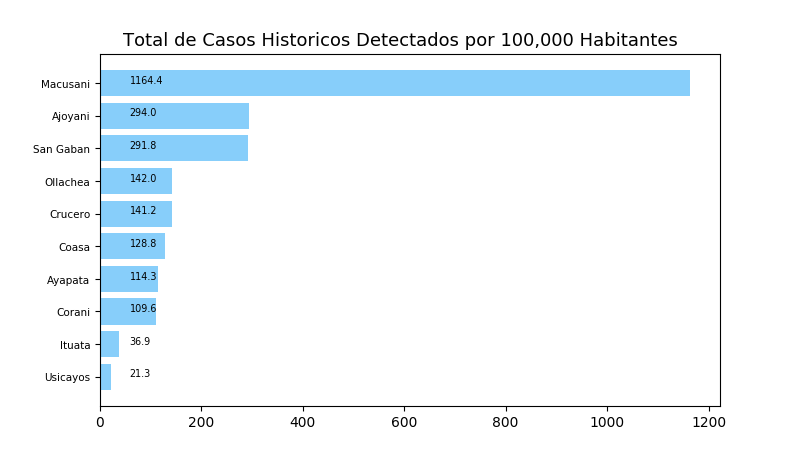 Total de Casos Historicos Detectados por 100,000 Habitantes
Macusani 1164.4
Ajoyani 294.0
San Gaban 291.8
Ollachea 142.0
Crucero 141.2
Coasa 128.8
Ayapata 114.3
Corani 109.6
Ituata 36.9
Usicayos 21.3
0 200 400 600 800 1000 1200